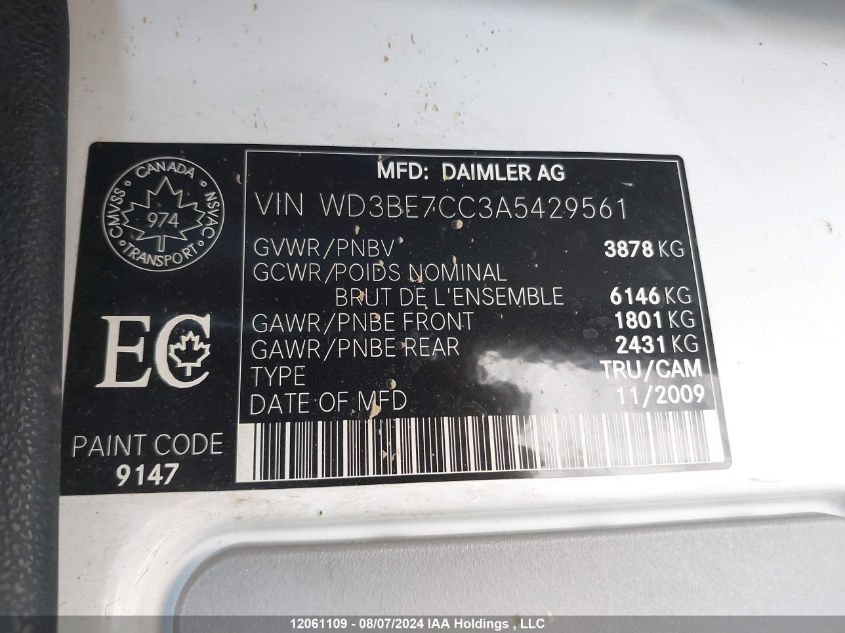 MFD: DAIMLER AG
CANADA
CMVSS 974 NSVAC
TRANSPORT
VIN WD3BE7CC3A5429561
GVWR/PNBV 3878 KG
GCWR/POIDS NOMINAL
BRUT DE L'ENSEMBLE 6146 KG
GAWR/PNBE FRONT 1801 KG
GAWR/PNBE REAR 2431 KG
TYPE TRU/CAM
DATE OF MFD 11/2009
EC
PAINT CODE
9147
12061109 - 08/07/2024 IAA Holdings , LLC